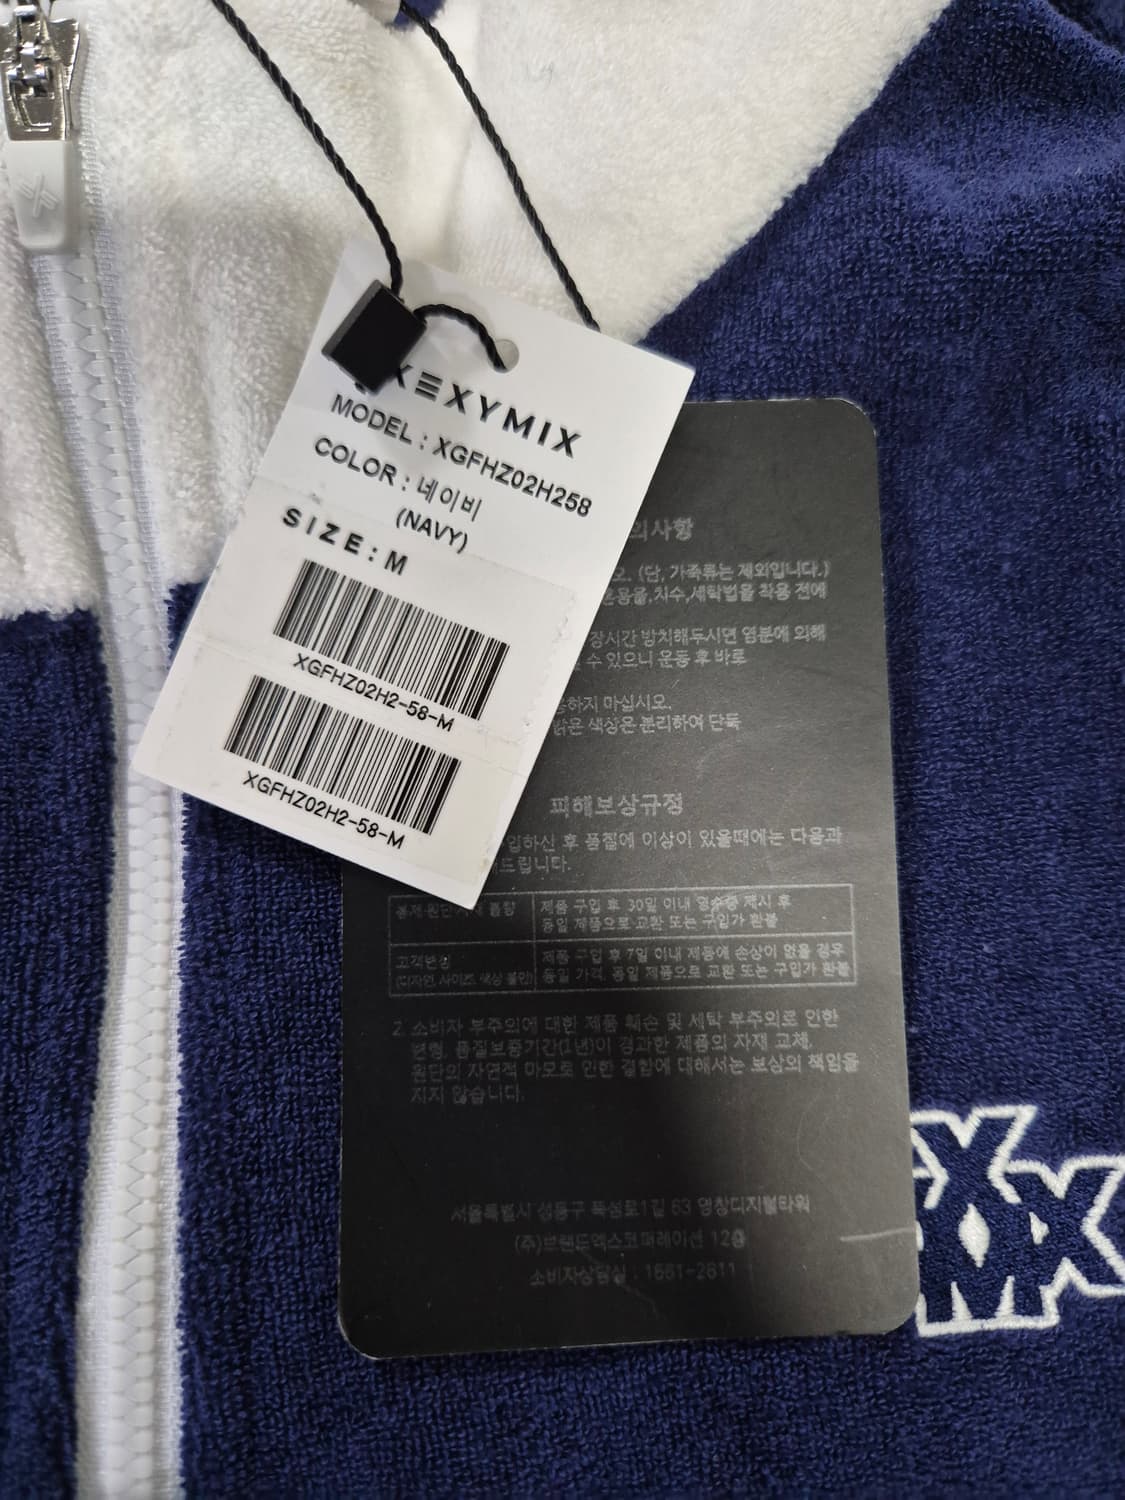 XEXYMIX
MODEL : XGFHZ02H258
COLOR : 네이비
(NAVY)
SIZE : M
XGFHZ02H2-58-M
XGFHZ02H2-58-M
의사항
오. (단, 가죽류는 제외입니다.)
혼용율,치수,세탁법을 착용 전에
장시간 방치해두시면 염분에 의해
수 있으니 운동 후 바로
하지 마십시오.
밝은 색상은 분리하여 단독
피해보상규정
입하신 후 품질에 이상이 있을때에는 다음과
드립니다.
불량 제품 구입 후 30일 이내 영수증 제시 후
동일 제품으로 교환 또는 구입가 환불
고객변심 제품 구입 후 7일 이내 제품에 손상이 없을 경우
(디자인, 사이즈, 색상 불만) 동일 가격, 동일 제품으로 교환 또는 구입가 환불
2. 소비자 부주의에 대한 제품 훼손 및 세탁 부주의로 인한
변형, 품질보증기간(1년)이 경과한 제품의 자재 교체,
원단의 자연적 마모로 인한 결함에 대해서는 보상의 책임을
지지 않습니다.
서울특별시 성동구 뚝섬로1길 63 영창디지털타워
(주)브랜드엑스코퍼레이션
소비자상담실 : 1661-2811